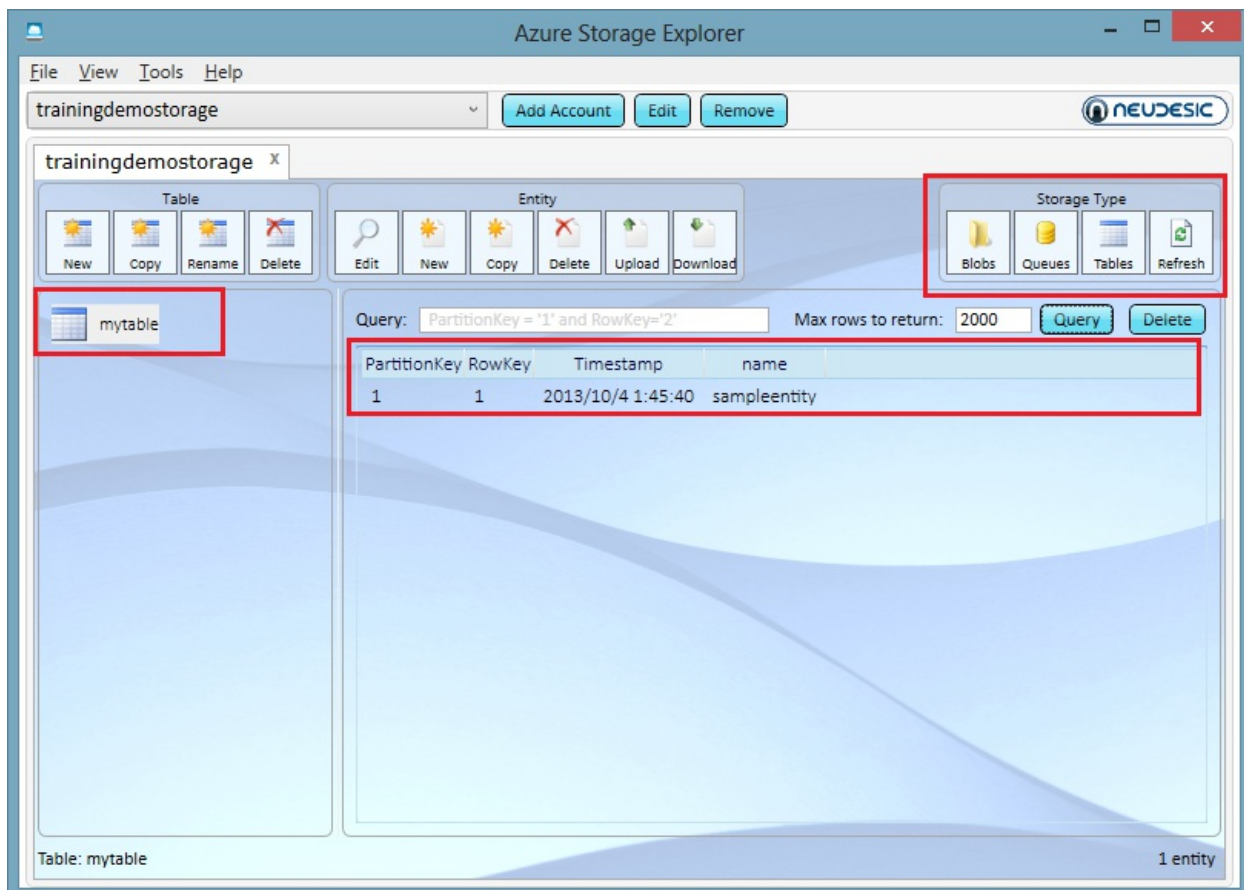 Azure Storage Explorer
File View Tools Help
trainingdemostorage Add Account Edit Remove NEUDESIC
trainingdemostorage x
Table Entity Storage Type
New Copy Rename Delete Edit New Copy Delete Upload Download Blobs Queues Tables Refresh
mytable
Query: PartitionKey = '1' and RowKey='2' Max rows to return: 2000 Query Delete
PartitionKey RowKey Timestamp name
1 1 2013/10/4 1:45:40 sampleentity
Table: mytable 1 entity